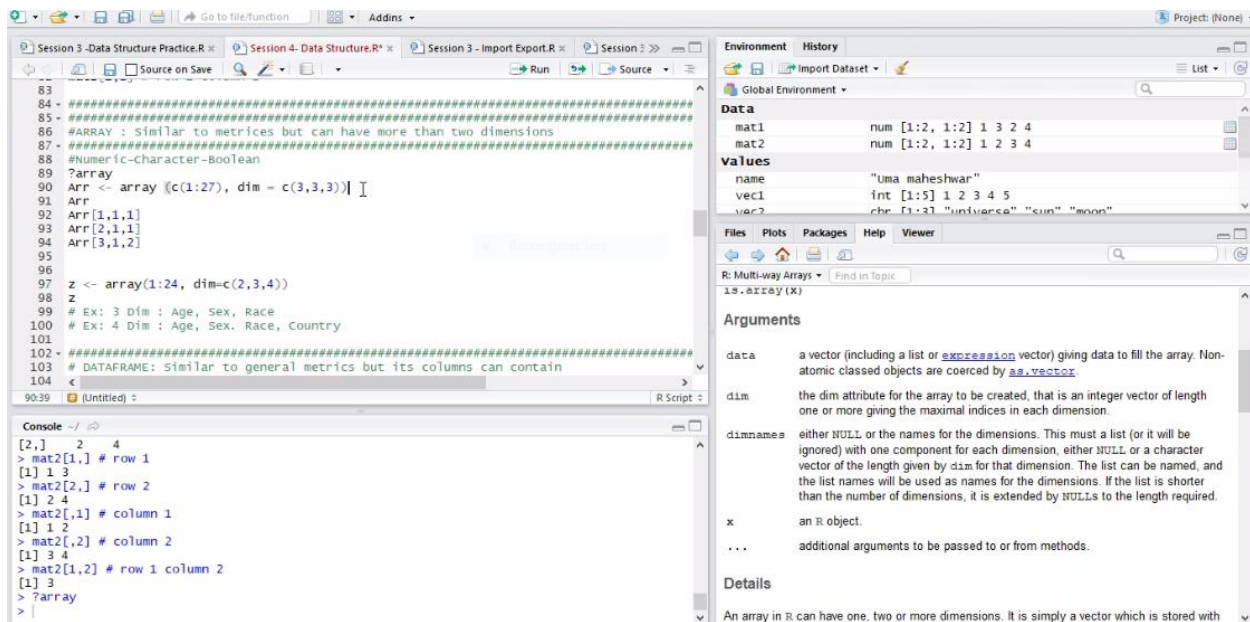 Go to file/function
Addins
Project: (None)
Session 3 -Data Structure Practice.R
Session 4- Data Structure.R*
Session 3 - Import Export.R
Session
Source on Save
Run
Source
83
84 ######################################################################################
85 ######################################################################################
86 #ARRAY : Similar to metrices but can have more than two dimensions
87 ######################################################################################
88 #Numeric-Character-Boolean
89 ?array
90 Arr <- array (c(1:27), dim = c(3,3,3))
91 Arr
92 Arr[1,1,1]
93 Arr[2,1,1]
94 Arr[3,1,2]
95
96
97 z <- array(1:24, dim=c(2,3,4))
98 z
99 # Ex: 3 Dim : Age, Sex, Race
100 # Ex: 4 Dim : Age, Sex. Race, Country
101
102 ######################################################################################
103 # DATAFRAME: Similar to general metrics but its columns can contain
104
90:39 (Untitled) R Script
Console ~/
[2,] 2 4
> mat2[1,] # row 1
[1] 1 3
> mat2[2,] # row 2
[1] 2 4
> mat2[,1] # column 1
[1] 1 2
> mat2[,2] # column 2
[1] 3 4
> mat2[1,2] # row 1 column 2
[1] 3
> ?array
>
Environment History
Import Dataset List
Global Environment
Data
mat1 num [1:2, 1:2] 1 3 2 4
mat2 num [1:2, 1:2] 1 2 3 4
Values
name "Uma maheshwar"
vec1 int [1:5] 1 2 3 4 5
vec2 chr [1:3] "universe" "sun" "moon"
Files Plots Packages Help Viewer
R: Multi-way Arrays Find in Topic
is.array(x)
Arguments
data a vector (including a list or expression vector) giving data to fill the array. Non-
atomic classed objects are coerced by as.vector.
dim the dim attribute for the array to be created, that is an integer vector of length
one or more giving the maximal indices in each dimension.
dimnames either NULL or the names for the dimensions. This must a list (or it will be
ignored) with one component for each dimension, either NULL or a character
vector of the length given by dim for that dimension. The list can be named, and
the list names will be used as names for the dimensions. If the list is shorter
than the number of dimensions, it is extended by NULLs to the length required.
x an R object.
... additional arguments to be passed to or from methods.
Details
An array in R can have one, two or more dimensions. It is simply a vector which is stored with